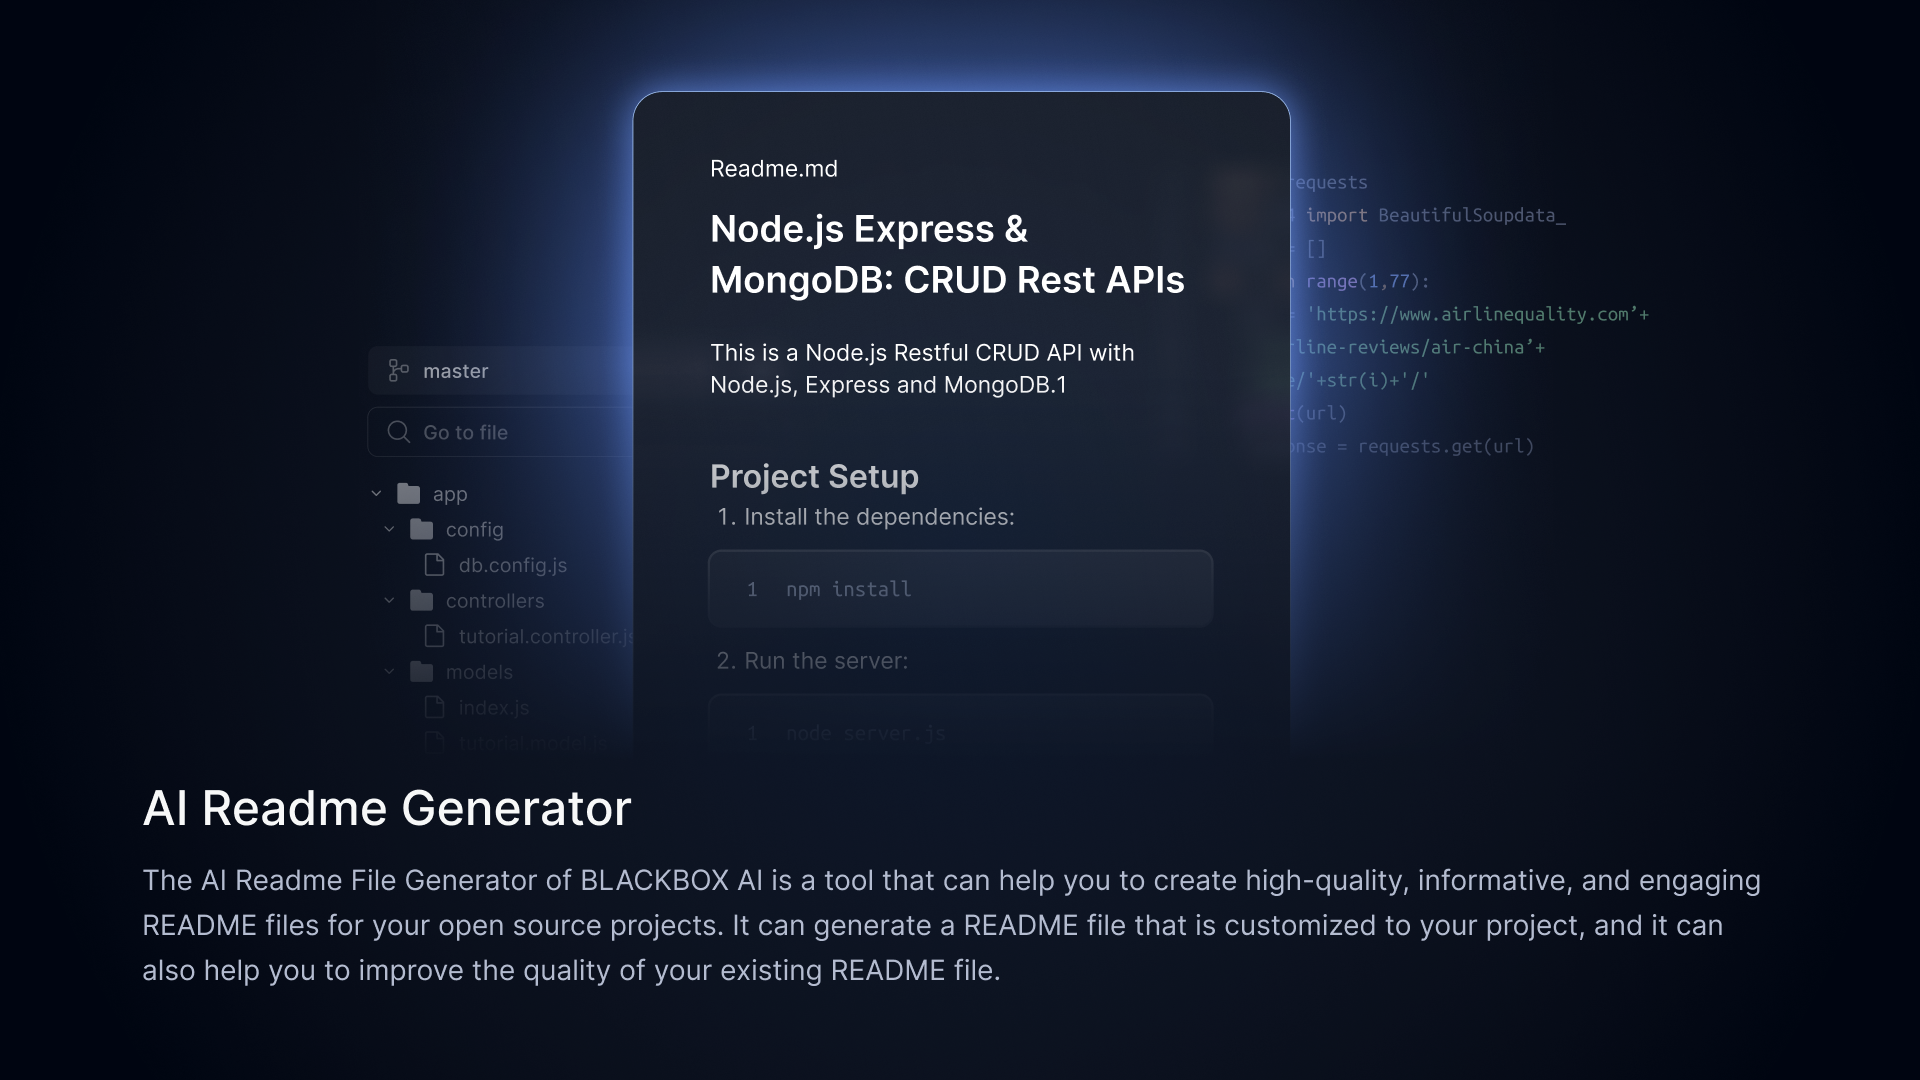 Readme.md
Node.js Express &
MongoDB: CRUD Rest APIs
This is a Node.js Restful CRUD API with
Node.js, Express and MongoDB.1
Project Setup
1. Install the dependencies:
1 npm install
2. Run the server:
1 node server.js
master
Go to file
app
config
db.config.js
controllers
tutorial.controller.js
models
index.js
tutorial.model.js
requests
import BeautifulSoupdata_
= []
range(1,77):
= 'https://www.airlinequality.com’+
line-reviews/air-china’+
/'+str(i)+'/'
(url)
nse = requests.get(url)
AI Readme Generator
The AI Readme File Generator of BLACKBOX AI is a tool that can help you to create high-quality, informative, and engaging
README files for your open source projects. It can generate a README file that is customized to your project, and it can
also help you to improve the quality of your existing README file.